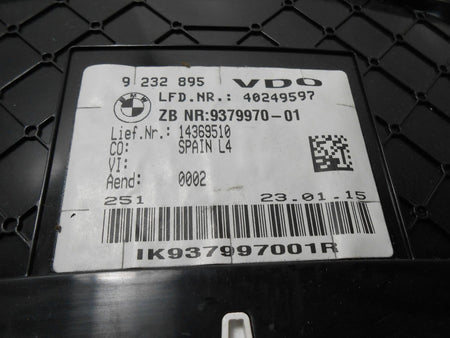 9 232 895 VDO
BMW LFD.NR.: 40249597
ZB NR:9379970-01
Lief.Nr.: 14369510
CO: SPAIN L4
VI:
Aend: 0002
251 23.01.15
IK937997001R